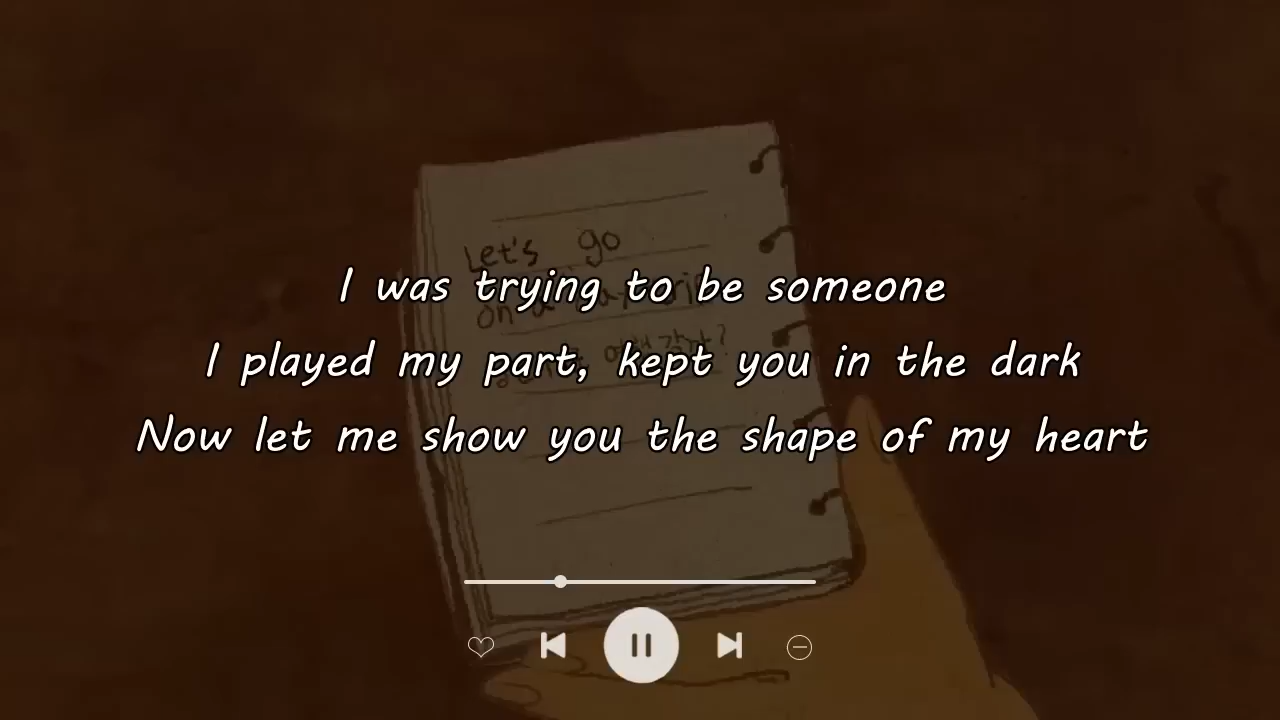 Let's go
I was trying to be someone
I played my part, kept you in the dark
Now let me show you the shape of my heart